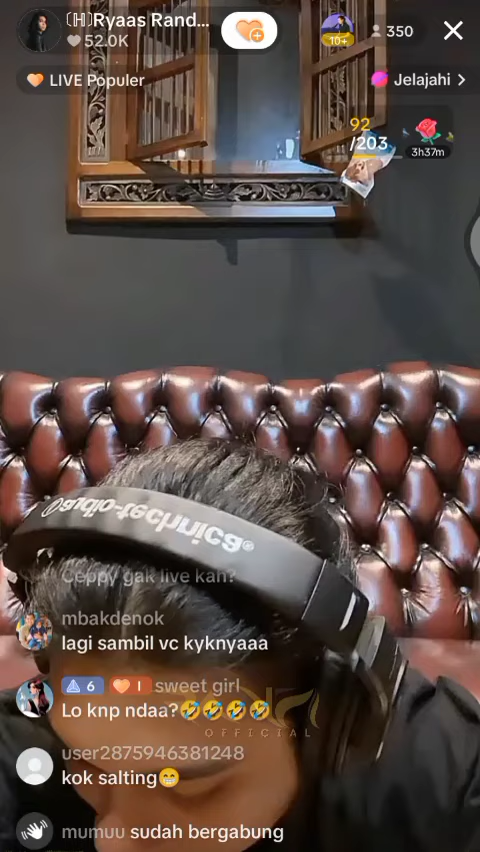 (H)Ryaas Rand...
52.0K
10+
350
LIVE Populer
Jelajahi >
92
/203
3h37m
audio-technica®
Ceppy gak live kah?
mbakdenok
lagi sambil vc kyknyaaa
6
I
sweet girl
Lo knp ndaa?🤣🤣🤣🤣
OFFICIAL
user2875946381248
kok salting😁
mumuu sudah bergabung